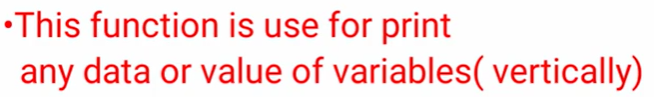 •This function is use for print
any data or value of variables( vertically)